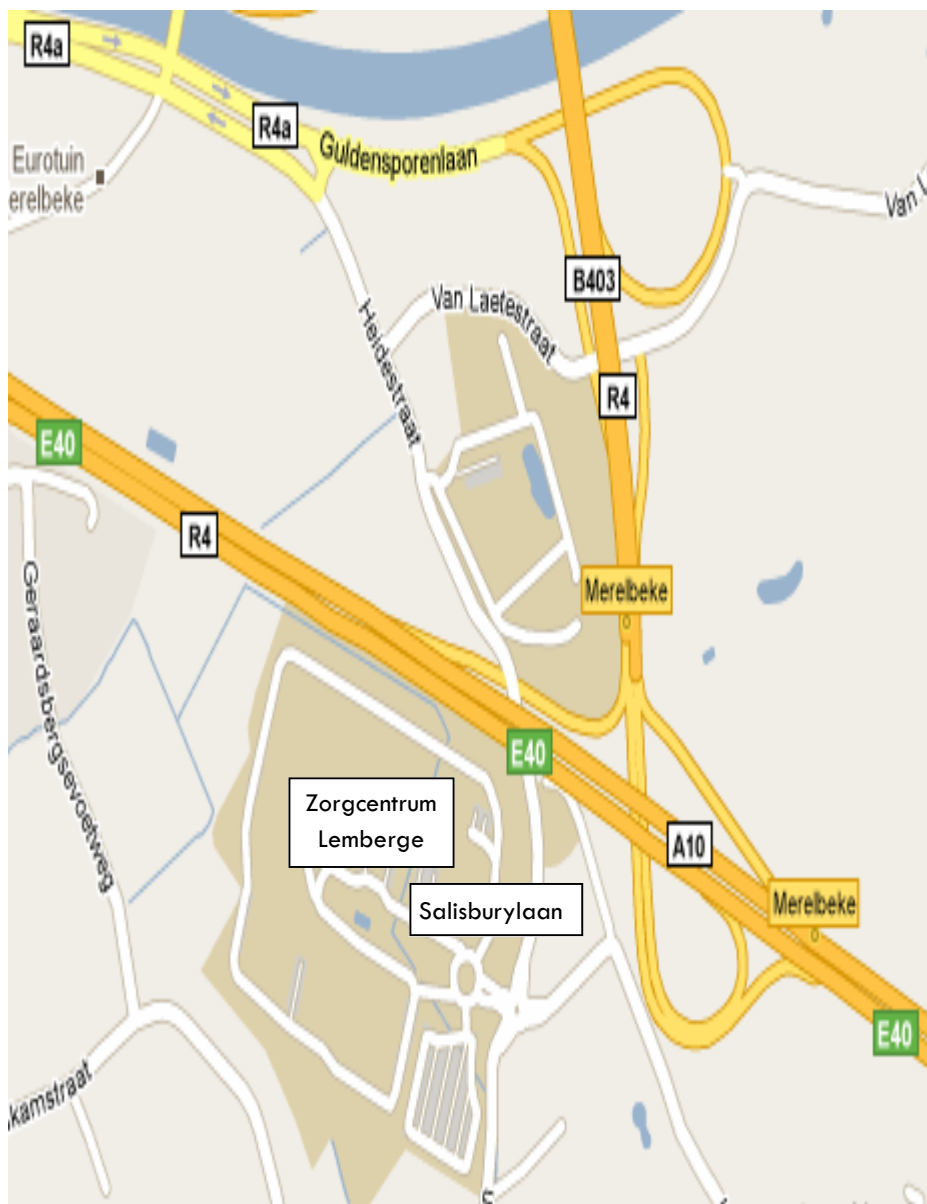 R4a
R4a
Guldensporenlaan
Eurotuin
erelbeke
Van L
B403
Van Laetestraat
Heidestraat
R4
E40
R4
Merelbeke
Geraardsbergsevoetweg
E40
Zorgcentrum
Lemberge
A10
Merelbeke
Salisburylaan
E40
kamstraat